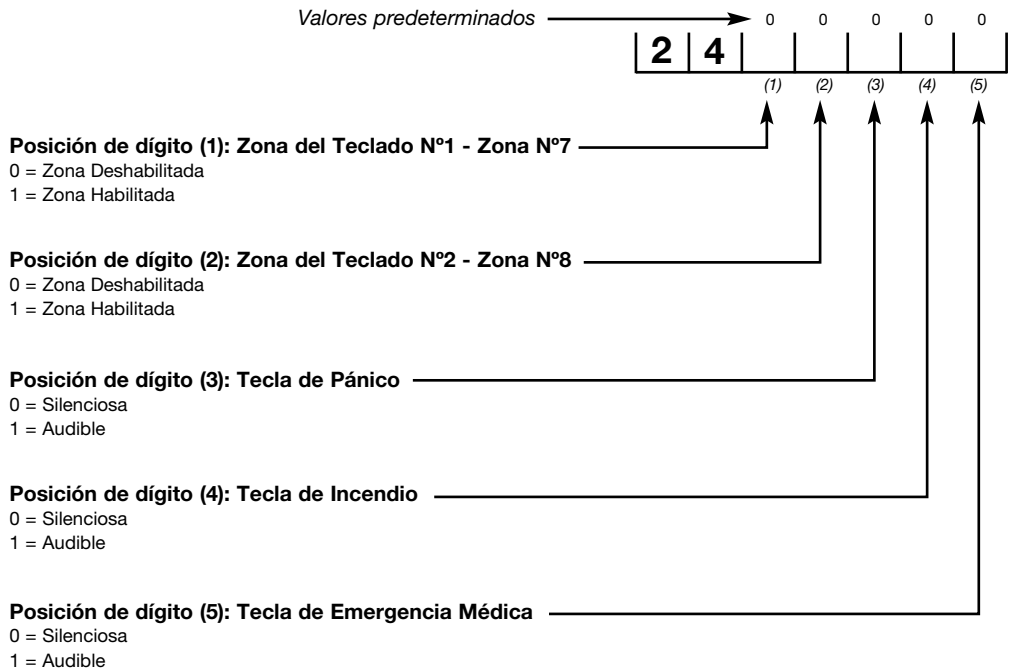 Valores predeterminados 0 0 0 0 0
2 4
(1) (2) (3) (4) (5)
Posición de dígito (1): Zona del Teclado Nº1 - Zona Nº7
0 = Zona Deshabilitada
1 = Zona Habilitada
Posición de dígito (2): Zona del Teclado Nº2 - Zona Nº8
0 = Zona Deshabilitada
1 = Zona Habilitada
Posición de dígito (3): Tecla de Pánico
0 = Silenciosa
1 = Audible
Posición de dígito (4): Tecla de Incendio
0 = Silenciosa
1 = Audible
Posición de dígito (5): Tecla de Emergencia Médica
0 = Silenciosa
1 = Audible